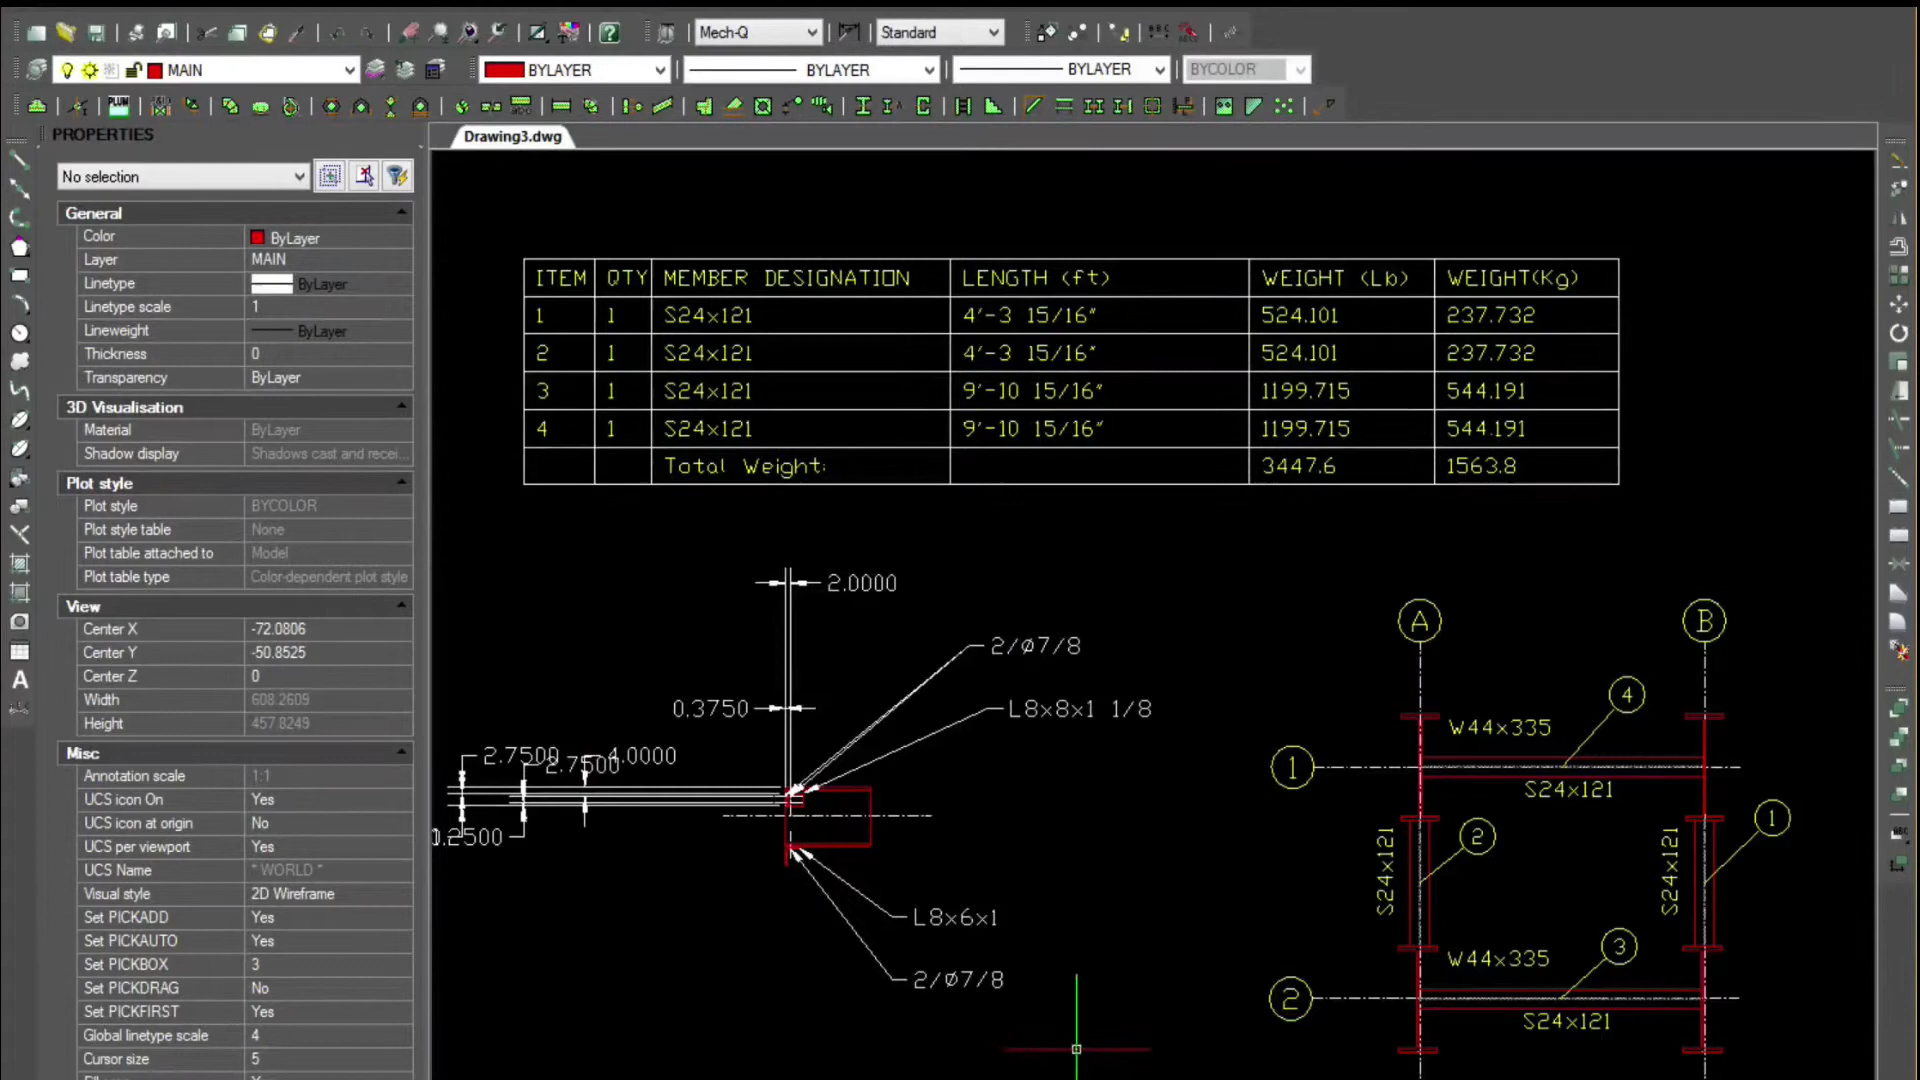 Mech-Q
Standard
MAIN
BYLAYER
BYLAYER
BYLAYER
BYCOLOR
PLUM
PROPERTIES
Drawing3.dwg
No selection
General
Color ByLayer
Layer MAIN
Linetype ByLayer
Linetype scale 1
Lineweight ByLayer
Thickness 0
Transparency ByLayer
3D Visualisation
Material ByLayer
Shadow display Shadows cast and recei...
Plot style
Plot style BYCOLOR
Plot style table None
Plot table attached to Model
Plot table type Color-dependent plot style
View
Center X -72.0806
Center Y -50.8525
Center Z 0
Width 608.2609
Height 457.8249
Misc
Annotation scale 1:1
UCS icon On Yes
UCS icon at origin No
UCS per viewport Yes
UCS Name " WORLD "
Visual style 2D Wireframe
Set PICKADD Yes
Set PICKAUTO Yes
Set PICKBOX 3
Set PICKDRAG No
Set PICKFIRST Yes
Global linetype scale 4
Cursor size 5
ITEM QTY MEMBER DESIGNATION LENGTH (ft) WEIGHT (Lb) WEIGHT(Kg)
1 1 S24x121 4'-3 15/16" 524.101 237.732
2 1 S24x121 4'-3 15/16" 524.101 237.732
3 1 S24x121 9'-10 15/16" 1199.715 544.191
4 1 S24x121 9'-10 15/16" 1199.715 544.191
Total Weight: 3447.6 1563.8
2.0000
2/ø7/8
0.3750
L8x8x1 1/8
2.7500
2.7500
4.0000
0.2500
L8x6x1
2/ø7/8
A
B
4
W44x335
1
S24x121
1
2
S24x121
S24x121
3
W44x335
2
S24x121
A